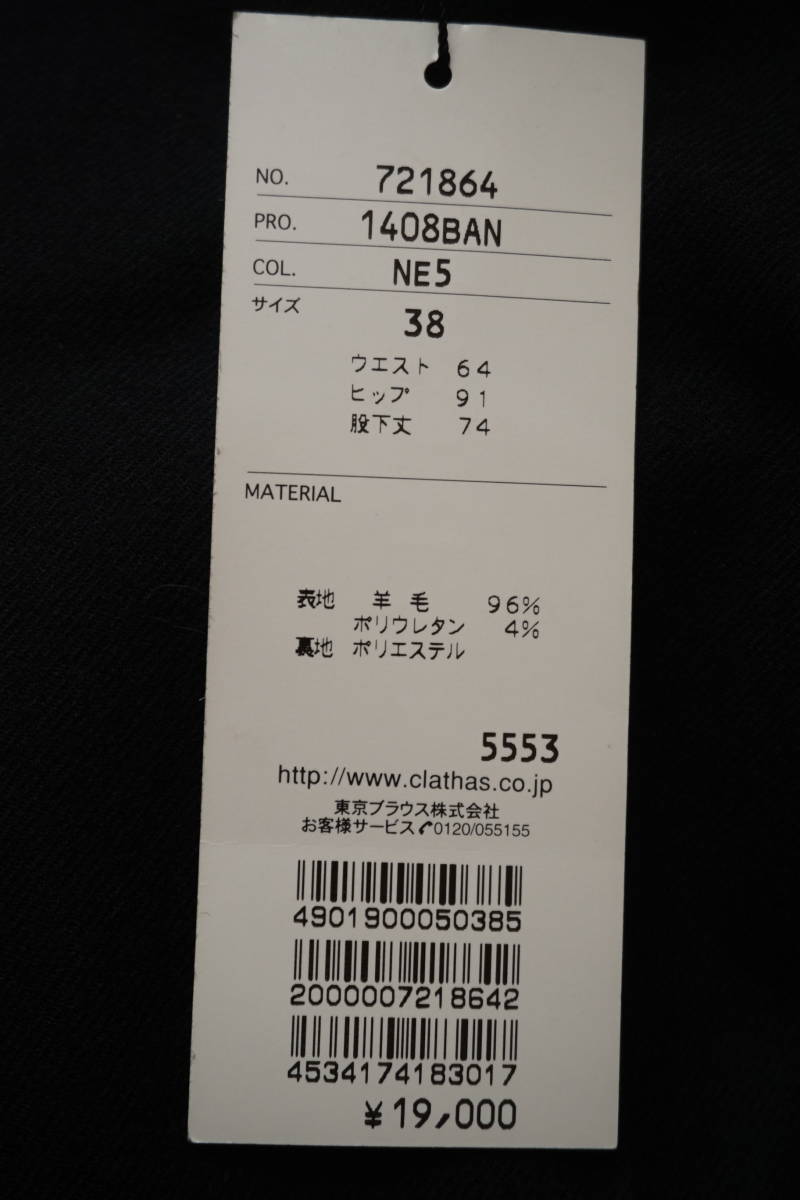 NO. 721864
PRO. 1408BAN
COL. NE5
サイズ 38
ウエスト 64
ヒップ 91
股下丈 74
MATERIAL
表地 羊毛 96%
ポリウレタン 4%
裏地 ポリエステル
5553
http://www.clathas.co.jp
東京ブラウス株式会社
お客様サービス✆0120/055155
4901900050385
2000007218642
4534174183017
¥19,000